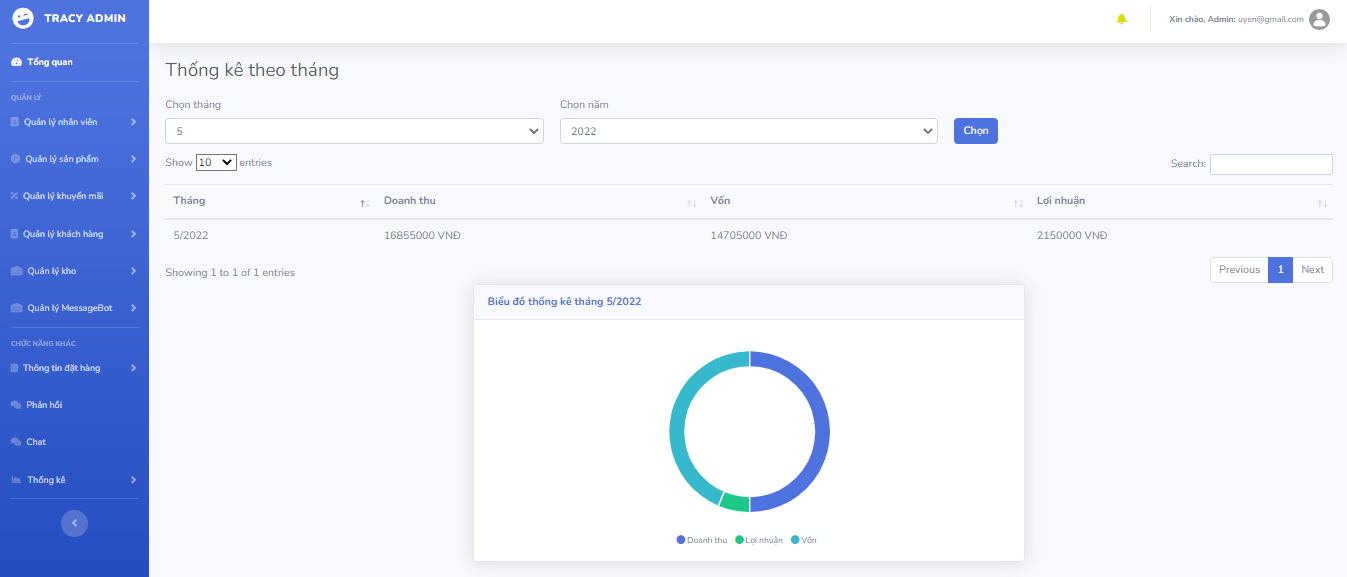 TRACY ADMIN
Xin chào, Admin: uyen@gmail.com
Tổng quan
QUẢN LÝ
Quản lý nhân viên
Quản lý sản phẩm
Quản lý khuyến mãi
Quản lý khách hàng
Quản lý kho
Quản lý MessageBot
CHỨC NĂNG KHÁC
Thông tin đặt hàng
Phản hồi
Chat
Thống kê
Thống kê theo tháng
Chọn tháng
Chọn năm
5
2022
Chọn
Show 10 entries
Search:
Tháng
Doanh thu
Vốn
Lợi nhuận
5/2022
16855000 VNĐ
14705000 VNĐ
2150000 VNĐ
Showing 1 to 1 of 1 entries
Previous 1 Next
Biểu đồ thống kê tháng 5/2022
Doanh thu Lợi nhuận Vốn